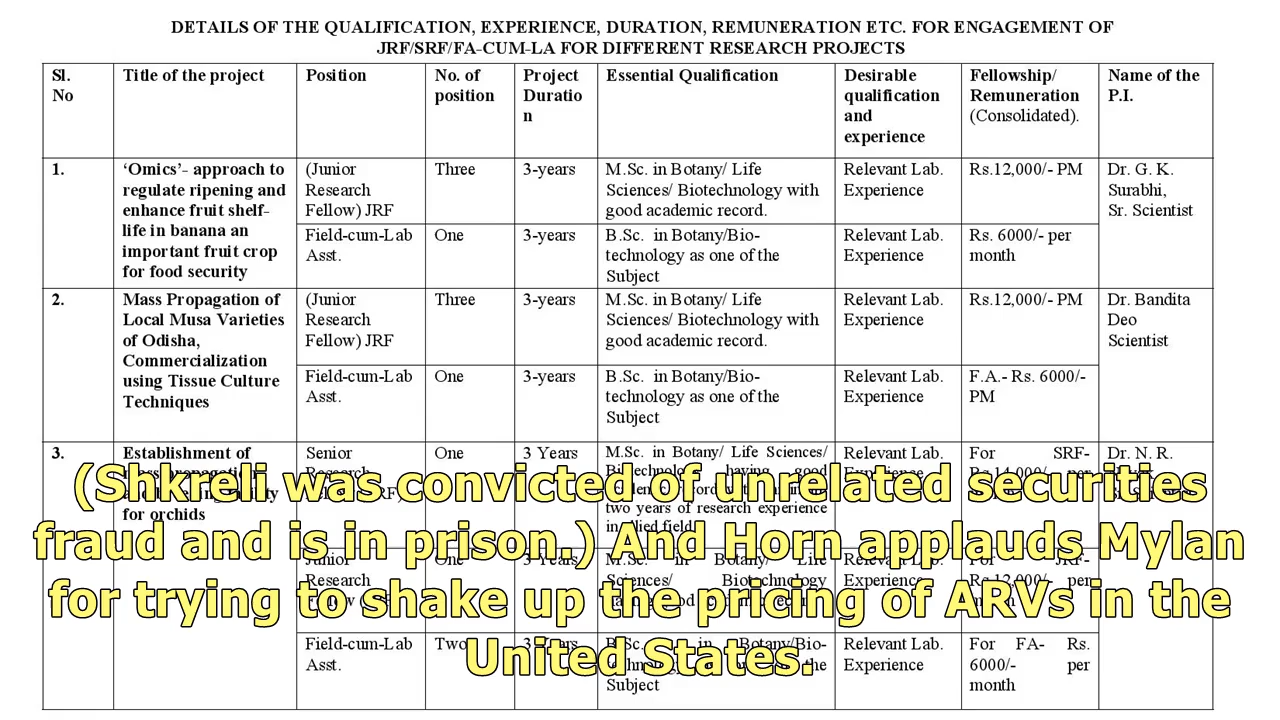 DETAILS OF THE QUALIFICATION, EXPERIENCE, DURATION, REMUNERATION ETC. FOR ENGAGEMENT OF
JRF/SRF/FA-CUM-LA FOR DIFFERENT RESEARCH PROJECTS
Sl. No
Title of the project
Position
No. of position
Project Duratio n
Essential Qualification
Desirable qualification and experience
Fellowship/ Remuneration (Consolidated).
Name of the P.I.
1.
‘Omics’- approach to
regulate ripening and
enhance fruit shelf-
life in banana an
important fruit crop
for food security
(Junior
Research
Fellow) JRF
Three
3-years
M.Sc. in Botany/ Life
Sciences/ Biotechnology with
good academic record.
Relevant Lab.
Experience
Rs.12,000/- PM
Dr. G. K.
Surabhi,
Sr. Scientist
Field-cum-Lab
Asst.
One
3-years
B.Sc. in Botany/Bio-
technology as one of the
Subject
Relevant Lab.
Experience
Rs. 6000/- per
month
2.
Mass Propagation of
Local Musa Varieties
of Odisha,
Commercialization
using Tissue Culture
Techniques
(Junior
Research
Fellow) JRF
Three
3-years
M.Sc. in Botany/ Life
Sciences/ Biotechnology with
good academic record.
Relevant Lab.
Experience
Rs.12,000/- PM
Dr. Bandita
Deo
Scientist
Field-cum-Lab
Asst.
One
3-years
B.Sc. in Botany/Bio-
technology as one of the
Subject
Relevant Lab.
Experience
F.A.- Rs. 6000/-
PM
3.
Establishment of
for orchids
Senior
One
3 Years
M.Sc. in Botany/ Life Sciences/
two years of research experience
Relevant Lab.
For SRF-
Dr. N. R.
One
Research
Sciences/ Biotechnology
Experience
Field-cum-Lab
Asst.
Two
Subject
Relevant Lab.
Experience
For FA- Rs.
6000/- per
month
(Shkreli was convicted of unrelated securities
fraud and is in prison.) And Horn applauds Mylan
for trying to shake up the pricing of ARVs in the
United States.